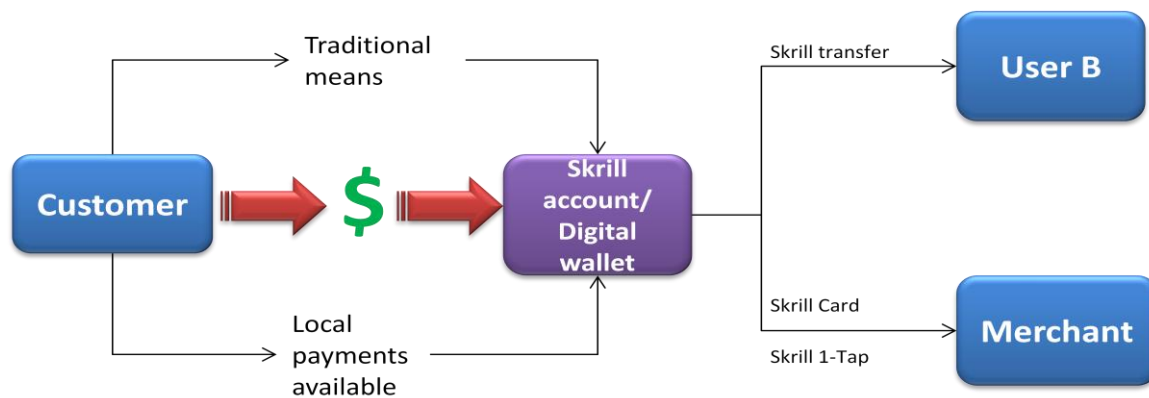 Traditional
means
Customer
$
Skrill
account/
Digital
wallet
Local
payments
available
Skrill transfer
User B
Skrill Card
Merchant
Skrill 1-Tap